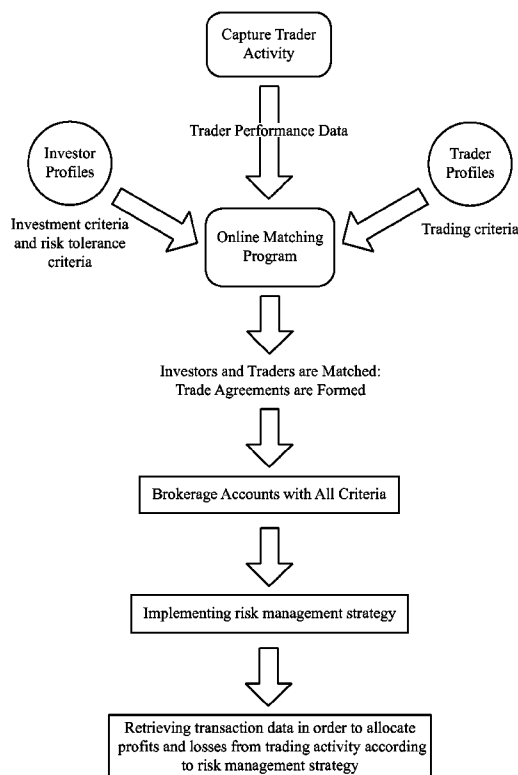 Capture Trader
Activity
Trader Performance Data
Investor
Profiles
Trader
Profiles
Investment criteria
and risk tolerance
criteria
Online Matching
Program
Trading criteria
Investors and Traders are Matched:
Trade Agreements are Formed
Brokerage Accounts with All Criteria
Implementing risk management strategy
Retrieving transaction data in order to allocate
profits and losses from trading activity according
to risk management strategy